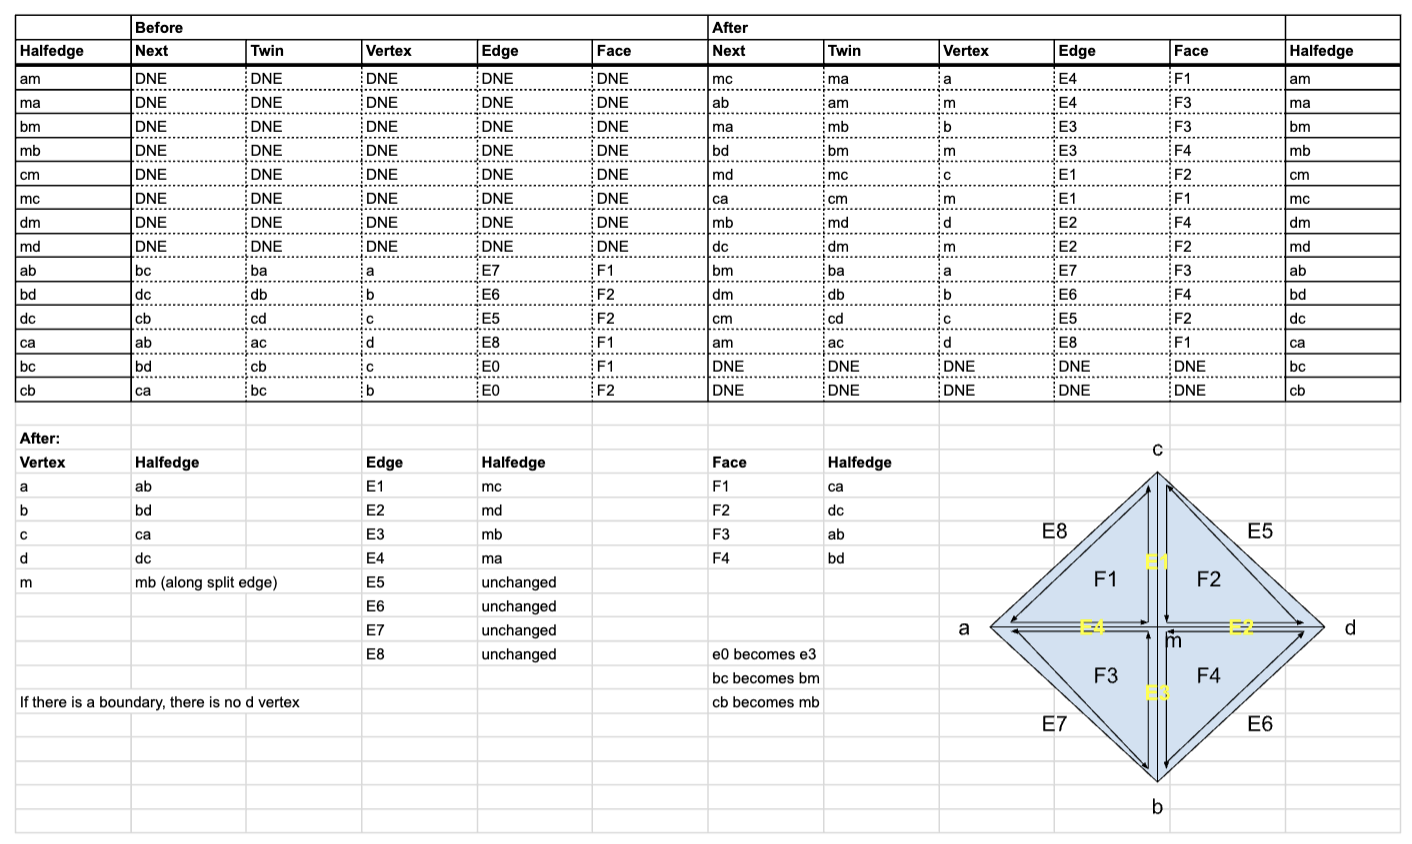 Before After
Halfedge Next Twin Vertex Edge Face Next Twin Vertex Edge Face Halfedge
am DNE DNE DNE DNE DNE mc ma a E4 F1 am
ma DNE DNE DNE DNE DNE ab am m E4 F3 ma
bm DNE DNE DNE DNE DNE ma mb b E3 F3 bm
mb DNE DNE DNE DNE DNE bd bm m E3 F4 mb
cm DNE DNE DNE DNE DNE md mc c E1 F2 cm
mc DNE DNE DNE DNE DNE ca cm m E1 F1 mc
dm DNE DNE DNE DNE DNE mb md d E2 F4 dm
md DNE DNE DNE DNE DNE dc dm m E2 F2 md
ab bc ba a E7 F1 bm ba a E7 F3 ab
bd dc db b E6 F2 dm db b E6 F4 bd
dc cb cd c E5 F2 cm cd c E5 F2 dc
ca ab ac d E8 F1 am ac d E8 F1 ca
bc bd cb c E0 F1 DNE DNE DNE DNE DNE bc
cb ca bc b E0 F2 DNE DNE DNE DNE DNE cb
After:
Vertex Halfedge Edge Halfedge Face Halfedge
a ab E1 mc F1 ca
b bd E2 md F2 dc
c ca E3 mb F3 ab
d dc E4 ma F4 bd
m mb (along split edge) E5 unchanged
E6 unchanged
E7 unchanged
E8 unchanged e0 becomes e3
bc becomes bm
If there is a boundary, there is no d vertex cb becomes mb
c
E8 E5
E1
F1 F2
a E4 E2 d
m
F3 F4
E3
E7 E6
b